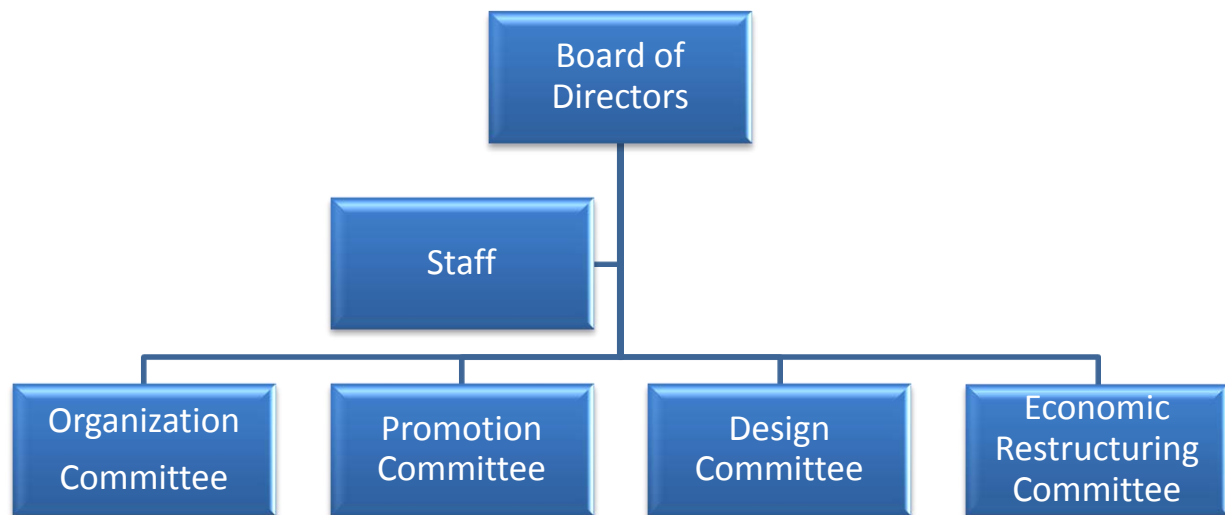 Board of
Directors
Staff
Organization
Committee
Promotion
Committee
Design
Committee
Economic
Restructuring
Committee